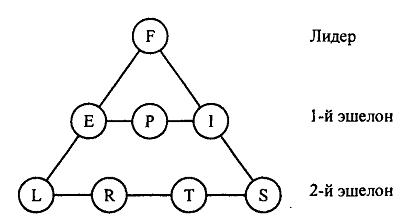 F Лидер
E P I 1-й эшелон
L R T S 2-й эшелон